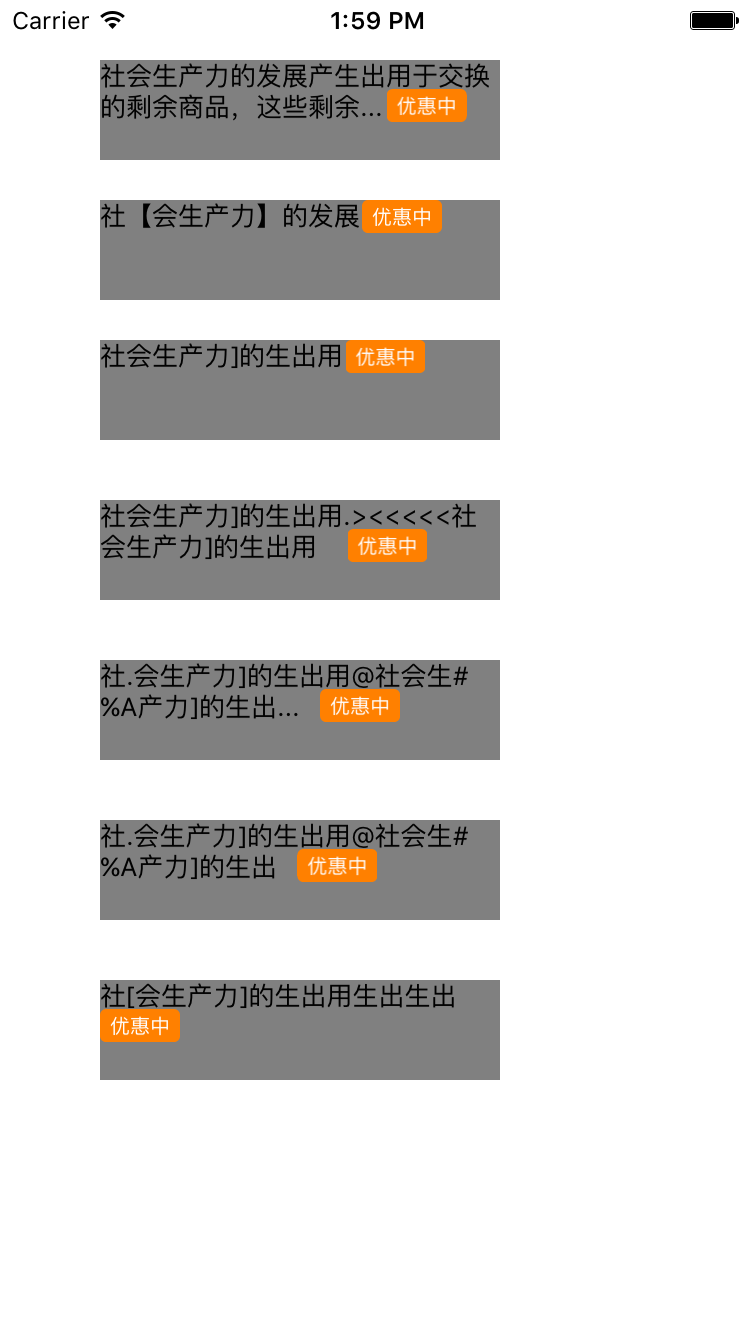 Carrier 1:59 PM
社会生产力的发展产生出用于交换
的剩余商品，这些剩余... 优惠中
社【会生产力】的发展 优惠中
社会生产力]的生出用 优惠中
社会生产力]的生出用.><<<<<社
会生产力]的生出用 优惠中
社.会生产力]的生出用@社会生#
%A产力]的生出... 优惠中
社.会生产力]的生出用@社会生#
%A产力]的生出 优惠中
社[会生产力]的生出用生出生出
优惠中